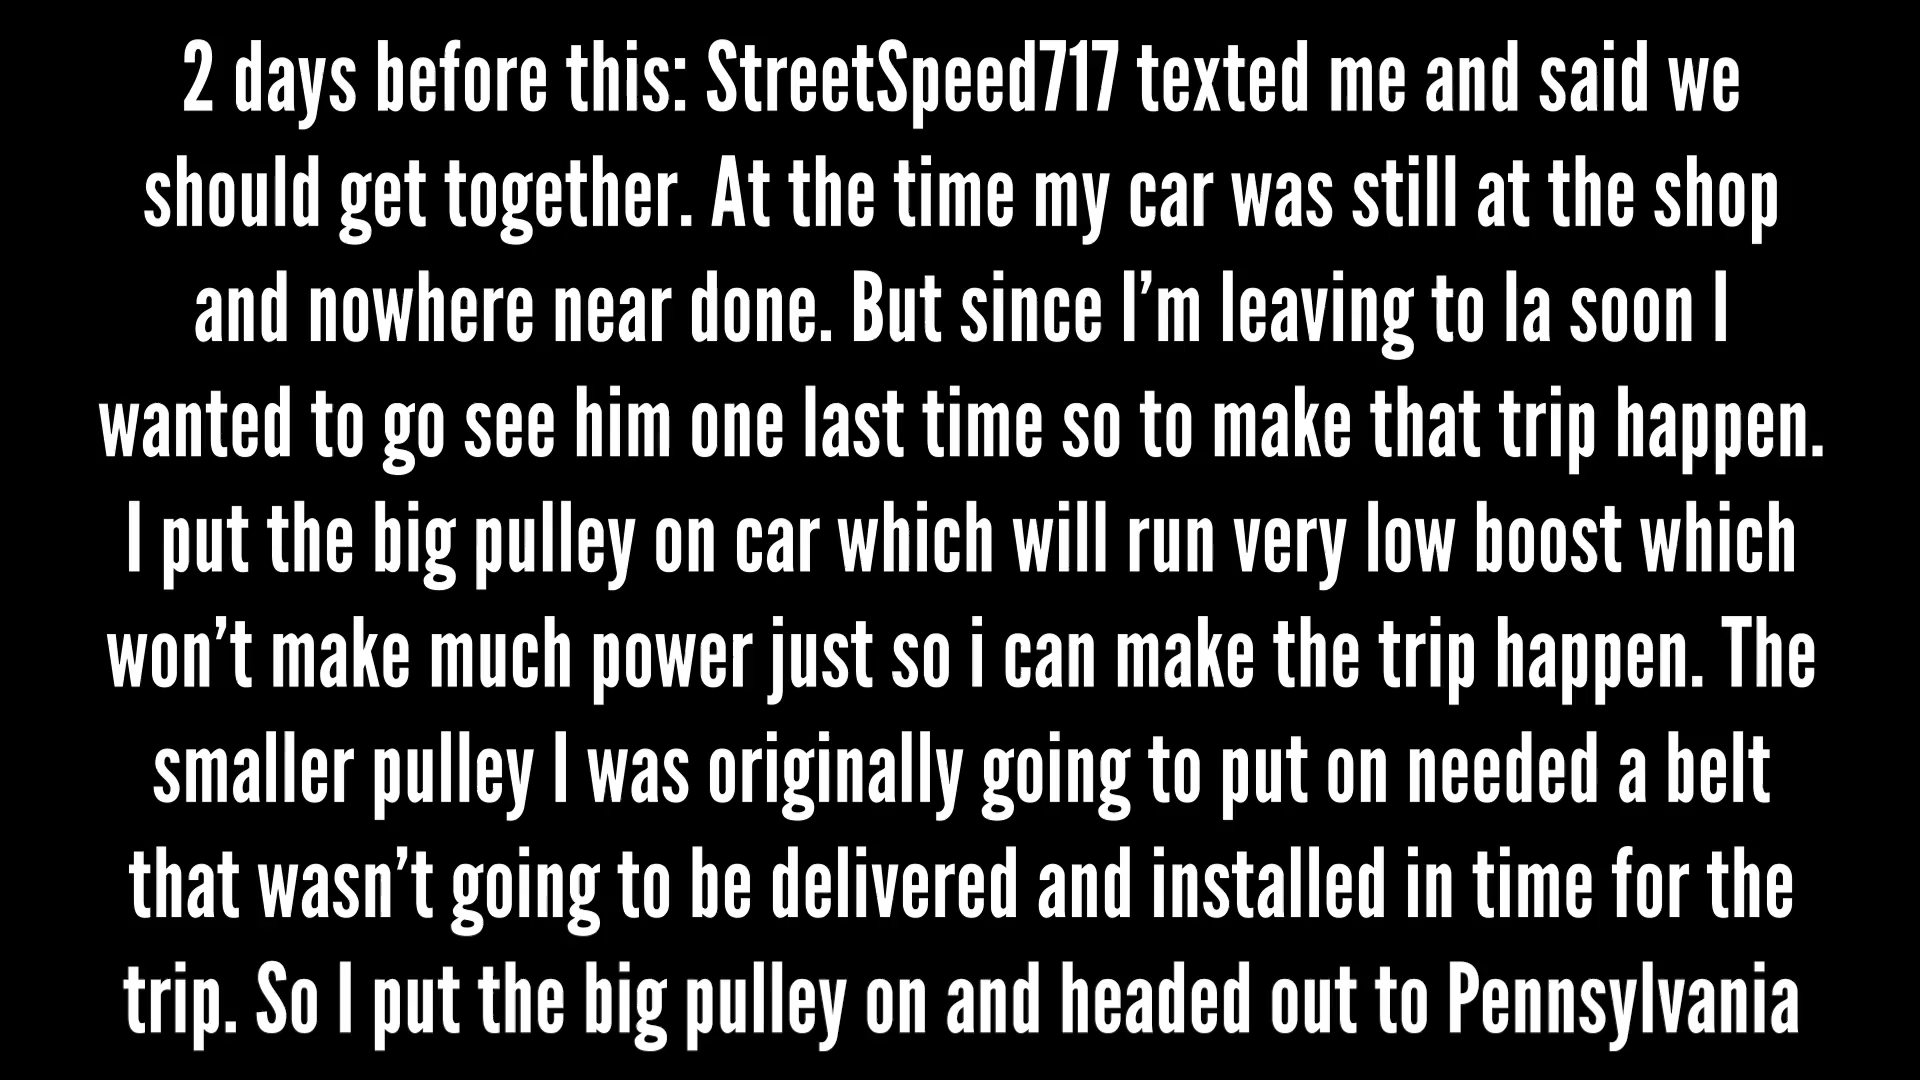 2 days before this: StreetSpeed717 texted me and said we
should get together. At the time my car was still at the shop
and nowhere near done. But since I’m leaving to la soon I
wanted to go see him one last time so to make that trip happen.
I put the big pulley on car which will run very low boost which
won’t make much power just so i can make the trip happen. The
smaller pulley I was originally going to put on needed a belt
that wasn’t going to be delivered and installed in time for the
trip. So I put the big pulley on and headed out to Pennsylvania